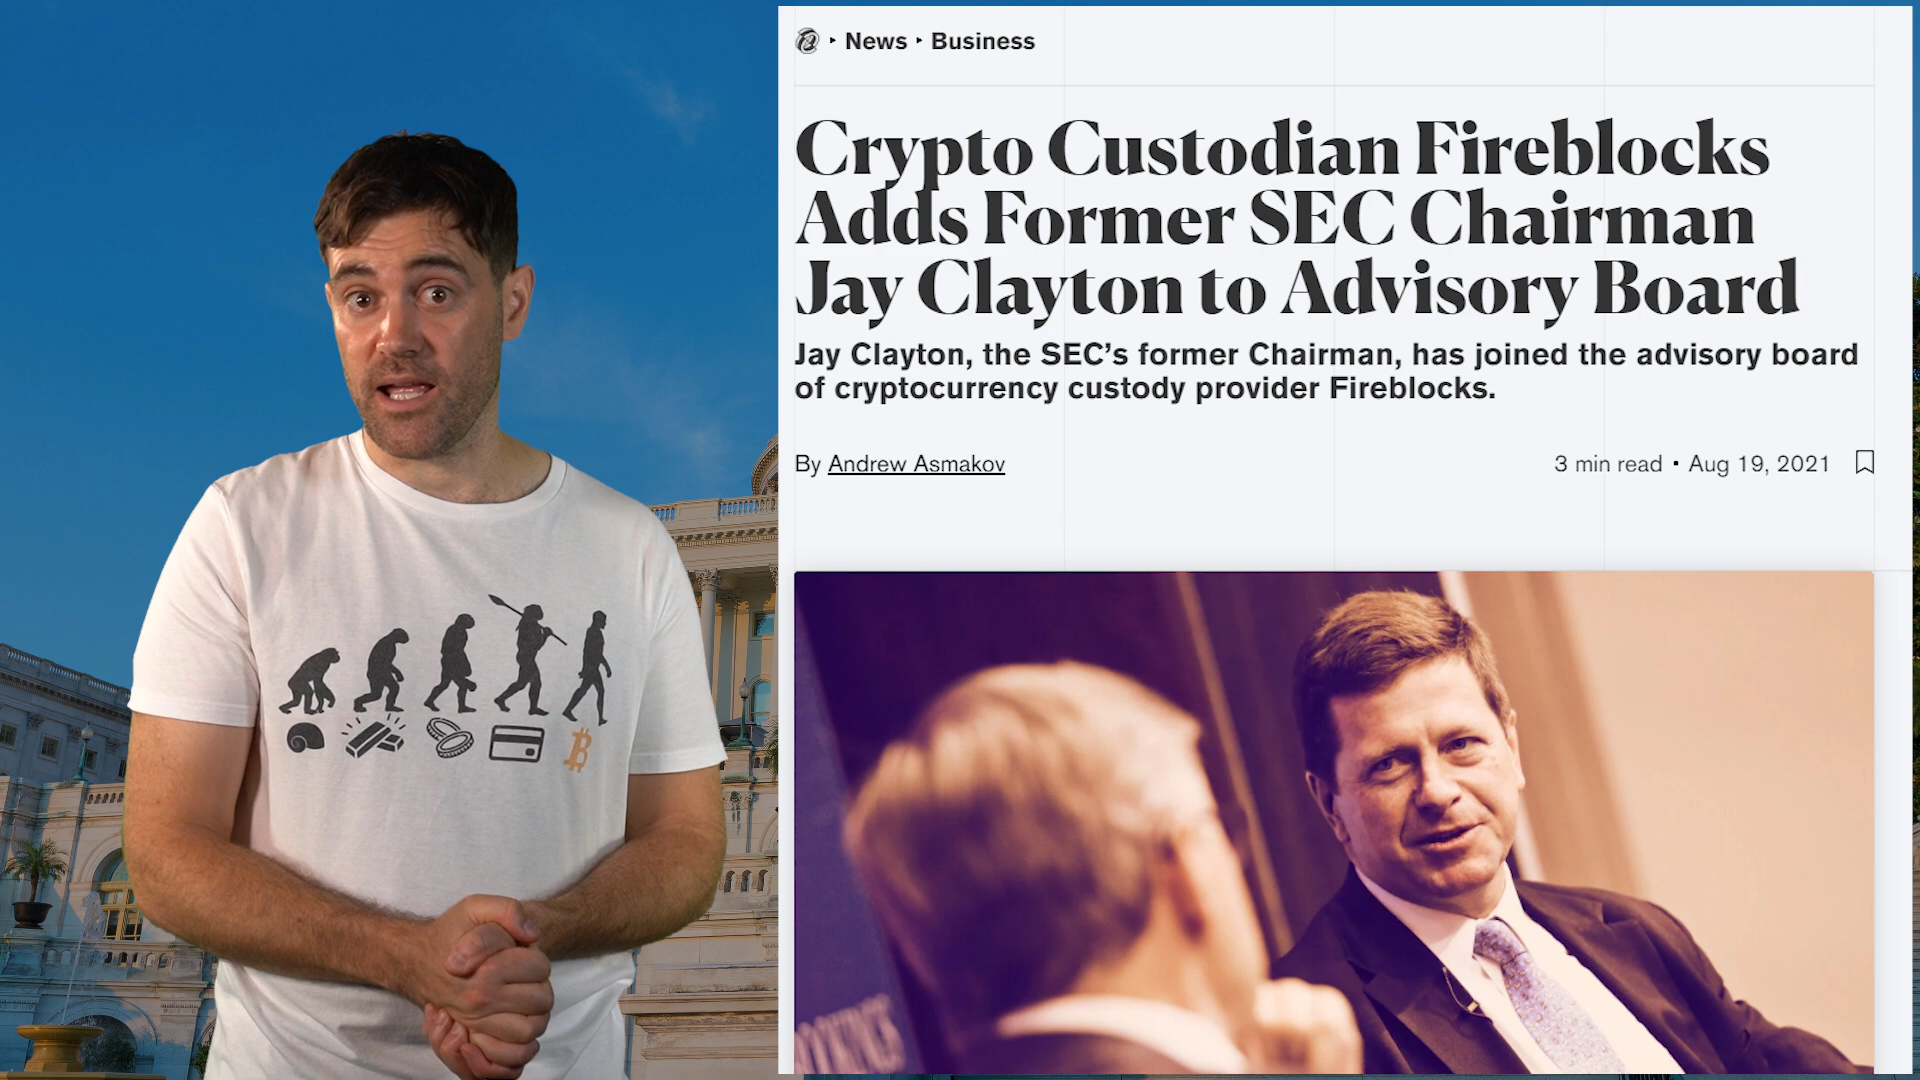 News ‣ Business
Crypto Custodian Fireblocks
Adds Former SEC Chairman
Jay Clayton to Advisory Board
Jay Clayton, the SEC’s former Chairman, has joined the advisory board
of cryptocurrency custody provider Fireblocks.
By Andrew Asmakov
3 min read • Aug 19, 2021